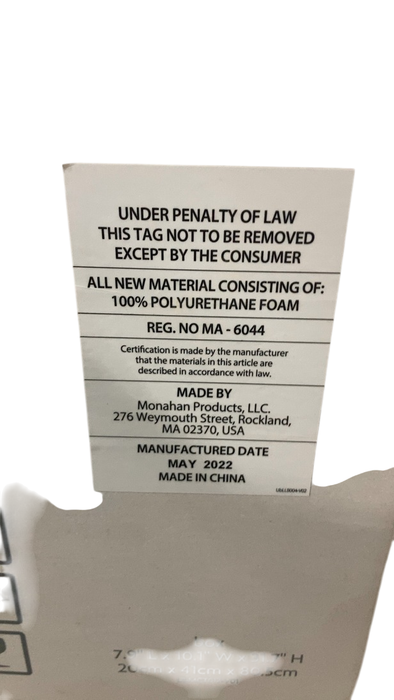 UNDER PENALTY OF LAW
THIS TAG NOT TO BE REMOVED
EXCEPT BY THE CONSUMER
ALL NEW MATERIAL CONSISTING OF:
100% POLYURETHANE FOAM
REG. NO MA - 6044
Certification is made by the manufacturer
that the materials in this article are
described in accordance with law.
MADE BY
Monahan Products, LLC.
276 Weymouth Street, Rockland,
MA 02370, USA
MANUFACTURED DATE
MAY 2022
MADE IN CHINA
" H
x 41cm x